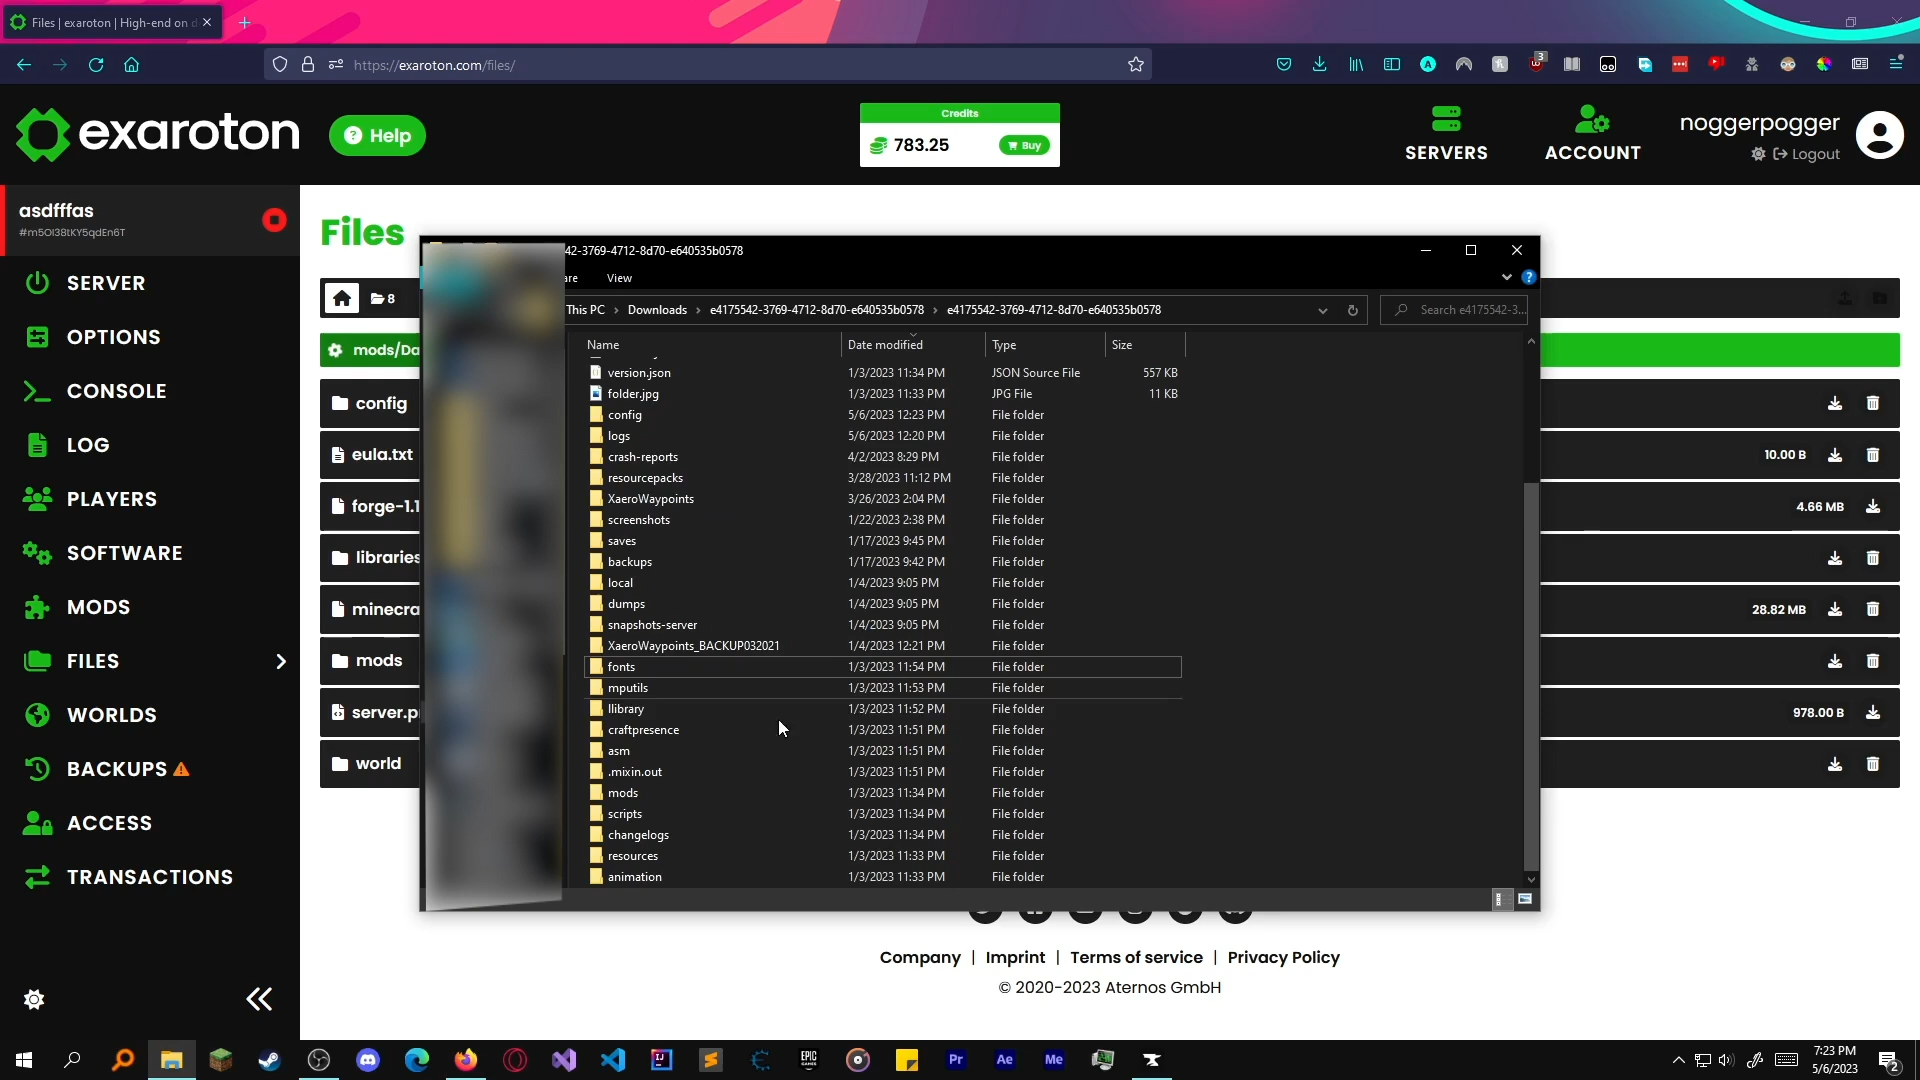 Files | exaroton | High-end on d
https://exaroton.com/files/
3
exaroton
Help
Credits
783.25
Buy
SERVERS
ACCOUNT
noggerpogger
Logout
asdfffas
#m5OI38tKY5qdEn6T
SERVER
OPTIONS
CONSOLE
LOG
PLAYERS
SOFTWARE
MODS
FILES
WORLDS
BACKUPS
ACCESS
TRANSACTIONS
Files
8
mods/Da
config
eula.txt
10.00 B
forge-1.1
4.66 MB
libraries
minecra
28.82 MB
mods
server.p
978.00 B
world
42-3769-4712-8d70-e640535b0578
are
View
This PC > Downloads > e4175542-3769-4712-8d70-e640535b0578 > e4175542-3769-4712-8d70-e640535b0578
Search e4175542-3...
Name Date modified Type Size
version.json 1/3/2023 11:34 PM JSON Source File 557 KB
folder.jpg 1/3/2023 11:33 PM JPG File 11 KB
config 5/6/2023 12:23 PM File folder
logs 5/6/2023 12:20 PM File folder
crash-reports 4/2/2023 8:29 PM File folder
resourcepacks 3/28/2023 11:12 PM File folder
XaeroWaypoints 3/26/2023 2:04 PM File folder
screenshots 1/22/2023 2:38 PM File folder
saves 1/17/2023 9:45 PM File folder
backups 1/17/2023 9:42 PM File folder
local 1/4/2023 9:05 PM File folder
dumps 1/4/2023 9:05 PM File folder
snapshots-server 1/4/2023 9:05 PM File folder
XaeroWaypoints_BACKUP032021 1/4/2023 12:21 PM File folder
fonts 1/3/2023 11:54 PM File folder
mputils 1/3/2023 11:53 PM File folder
llibrary 1/3/2023 11:52 PM File folder
craftpresence 1/3/2023 11:51 PM File folder
asm 1/3/2023 11:51 PM File folder
.mixin.out 1/3/2023 11:51 PM File folder
mods 1/3/2023 11:34 PM File folder
scripts 1/3/2023 11:34 PM File folder
changelogs 1/3/2023 11:34 PM File folder
resources 1/3/2023 11:33 PM File folder
animation 1/3/2023 11:33 PM File folder
Company | Imprint | Terms of service | Privacy Policy
© 2020-2023 Aternos GmbH
IJ
EPIC GAMES
Pr
Ae
Me
7:23 PM
5/6/2023
2